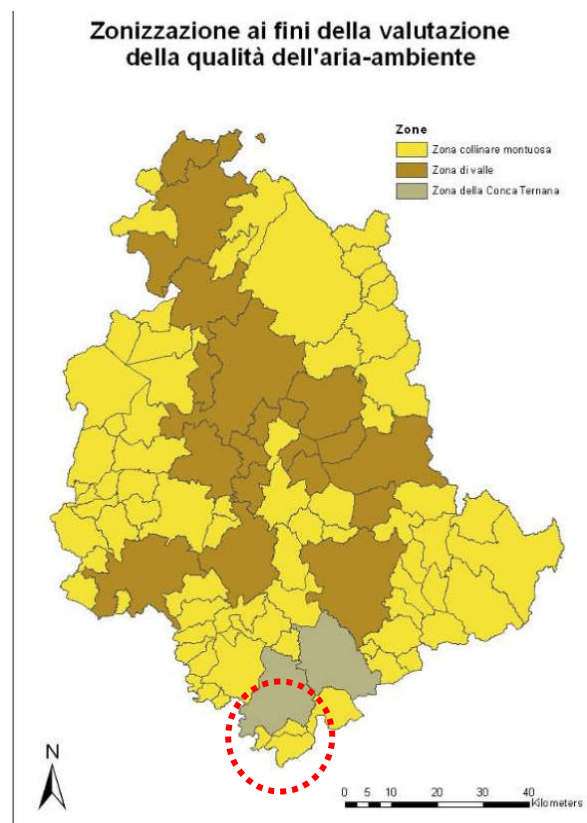 Zonizzazione ai fini della valutazione
della qualità dell'aria-ambiente
Zone
Zona collinare montuosa
Zona di valle
Zona della Conca Ternana
N
0 5 10 20 30 40
Kilometers